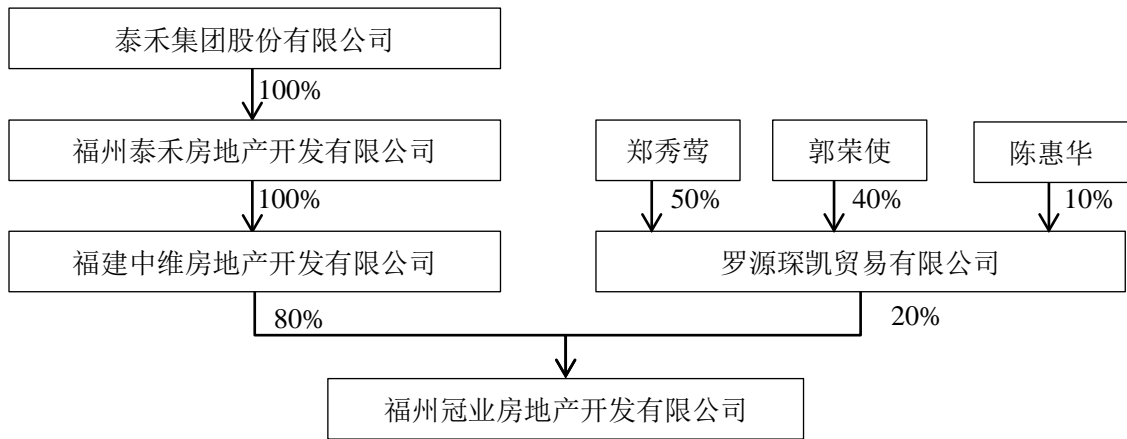 泰禾集团股份有限公司
100%
福州泰禾房地产开发有限公司
郑秀莺
郭荣使
陈惠华
100%
50%
40%
10%
福建中维房地产开发有限公司
罗源琛凯贸易有限公司
80%
20%
福州冠业房地产开发有限公司